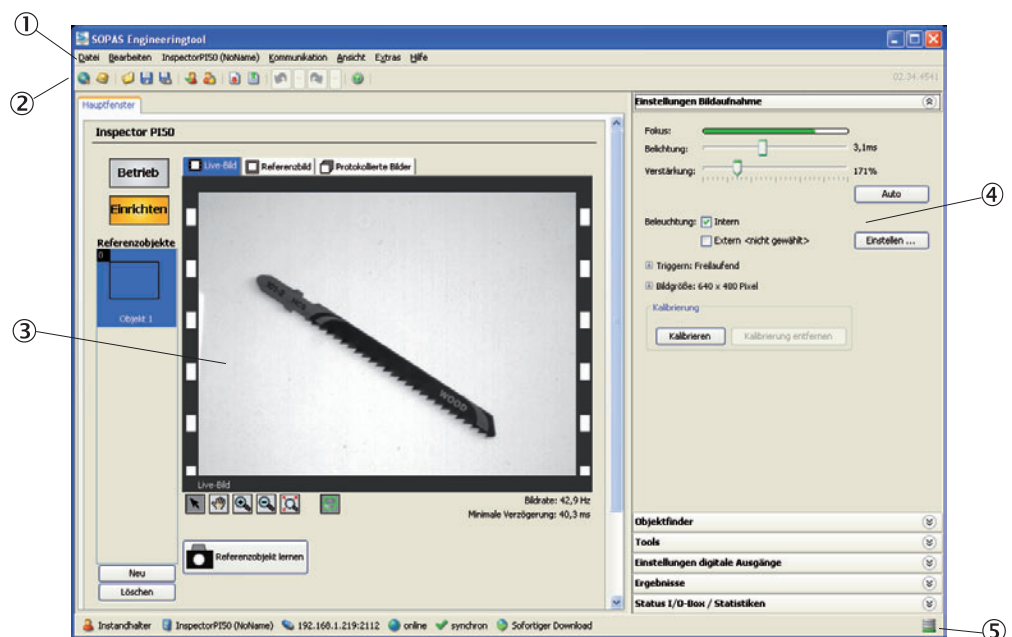 ①
SOPAS Engineeringtool
Datei Bearbeiten InspectorPI50 (NoName) Kommunikation Ansicht Extras Hilfe
②
02.34.4541
Hauptfenster
Inspector PI50
Betrieb
Einrichten
Referenzobjekte
0
Objekt 1
Live-Bild Referenzbild Protokollierte Bilder
③
HCS
WOOD
Live-Bild
Bildrate: 42,9 Hz
Minimale Verzögerung: 40,3 ms
Referenzobjekt lernen
Neu
Löschen
Einstellungen Bildaufnahme
Fokus:
Belichtung: 3,1ms
Verstärkung: 171%
Auto
④
Beleuchtung: Intern
Extern <nicht gewählt> Einstellen ...
Triggern: Freilaufend
Bildgröße: 640 x 480 Pixel
Kalibrierung
Kalibrieren Kalibrierung entfernen
Objektfinder
Tools
Einstellungen digitale Ausgänge
Ergebnisse
Status I/O-Box / Statistiken
Instandhalter InspectorPI50 (NoName) 192.168.1.219:2112 online synchron Sofortiger Download
⑤